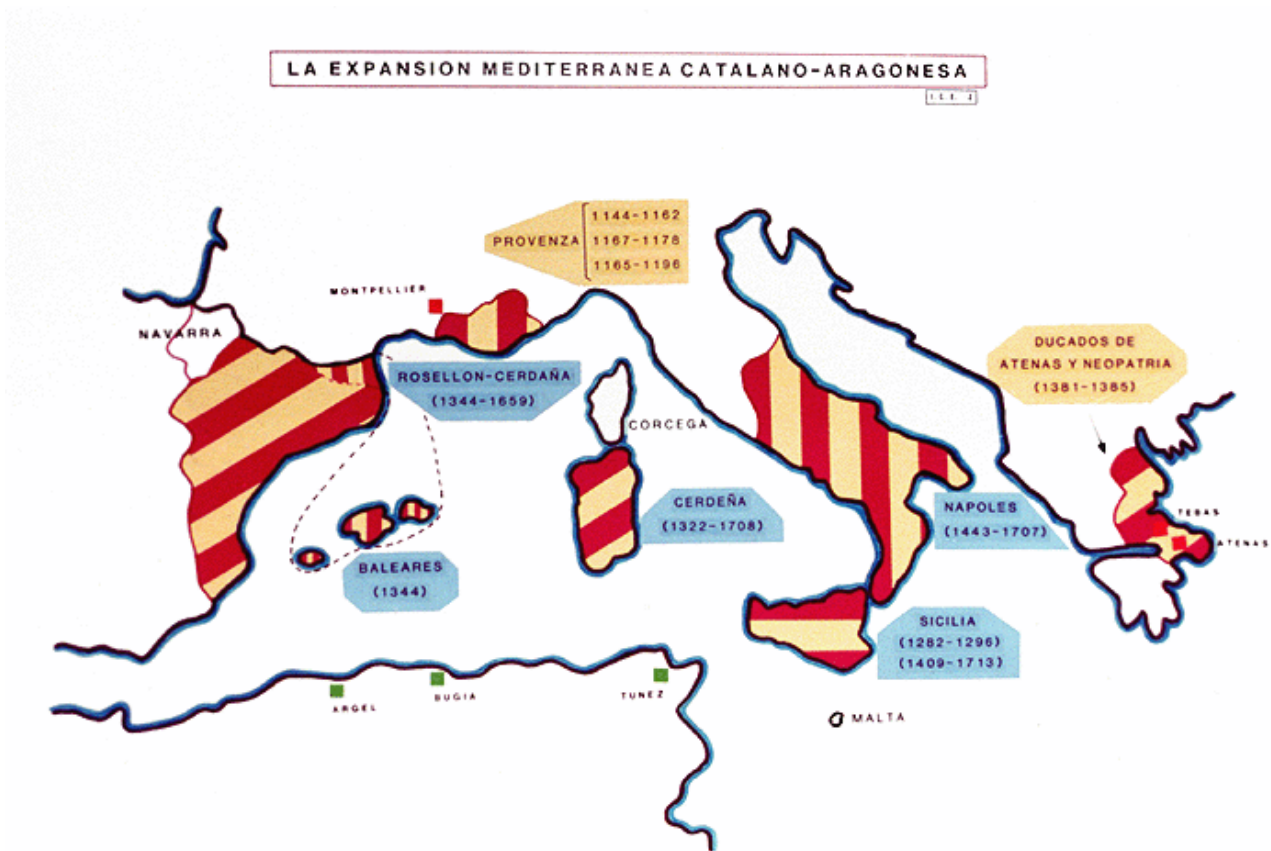 LA EXPANSION MEDITERRANEA CATALANO-ARAGONESA
PROVENZA
1144-1162
1167-1178
1165-1196
MONTPELLIER
NAVARRA
ROSELLON-CERDAÑA
(1344-1659)
DUCADOS DE
ATENAS Y NEOPATRIA
(1381-1385)
CORCEGA
CERDEÑA
(1322-1708)
NAPOLES
(1443-1707)
TEBAS
ATENAS
BALEARES
(1344)
SICILIA
(1282-1296)
(1409-1713)
ARGEL
BUGIA
TUNEZ
MALTA